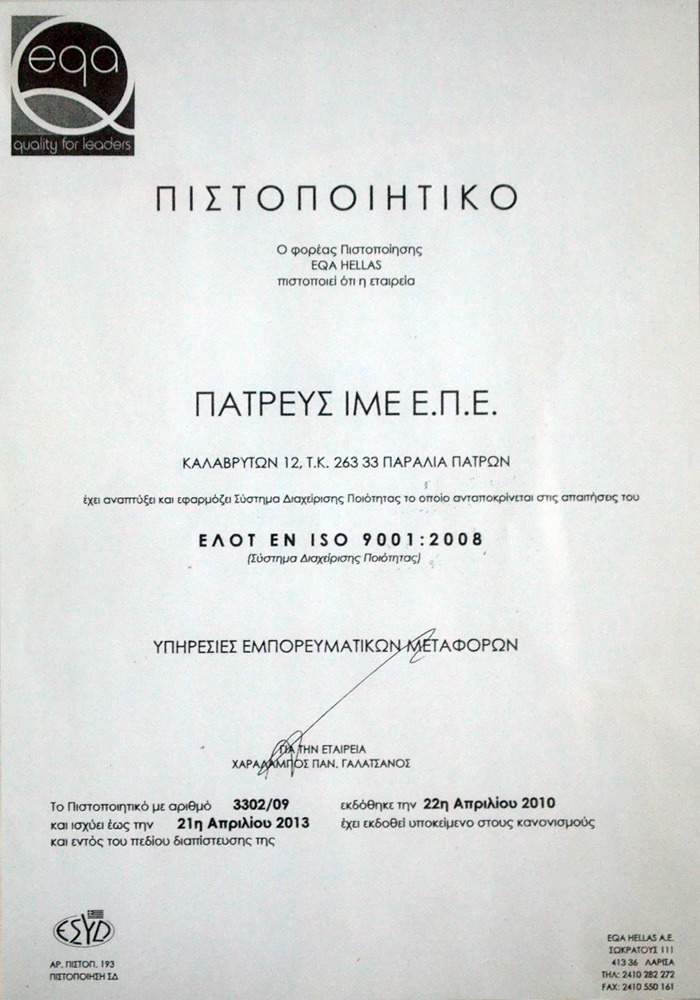 eqa
quality for leaders
ΠΙΣΤΟΠΟΙΗΤΙΚΟ
Ο φορέας Πιστοποίησης
EQA HELLAS
πιστοποιεί ότι η εταιρεία
ΠΑΤΡΕΥΣ ΙΜΕ Ε.Π.Ε.
ΚΑΛΑΒΡΥΤΩΝ 12, Τ.Κ. 263 33 ΠΑΡΑΛΙΑ ΠΑΤΡΩΝ
έχει αναπτύξει και εφαρμόζει Σύστημα Διαχείρισης Ποιότητας το οποίο ανταποκρίνεται στις απαιτήσεις του
ΕΛΟΤ EN ISO 9001:2008
(Σύστημα Διαχείρισης Ποιότητας)
ΥΠΗΡΕΣΙΕΣ ΕΜΠΟΡΕΥΜΑΤΙΚΩΝ ΜΕΤΑΦΟΡΩΝ
ΓΙΑ ΤΗΝ ΕΤΑΙΡΕΙΑ
ΧΑΡΑΛΑΜΠΟΣ ΠΑΝ. ΓΑΛΑΤΣΑΝΟΣ
Το Πιστοποιητικό με αριθμό 3302/09 εκδόθηκε την 22η Απριλίου 2010
και ισχύει έως την 21η Απριλίου 2013 έχει εκδοθεί υποκείμενο στους κανονισμούς
και εντός του πεδίου διαπίστευσης της
ΕΣΥΔ
ΑΡ. ΠΙΣΤΟΠ. 193
ΠΙΣΤΟΠΟΙΗΣΗ ΣΔ
EQA HELLAS A.E.
ΣΩΚΡΑΤΟΥΣ 111
413 36 ΛΑΡΙΣΑ
ΤΗΛ: 2410 282 272
FAX: 2410 550 161